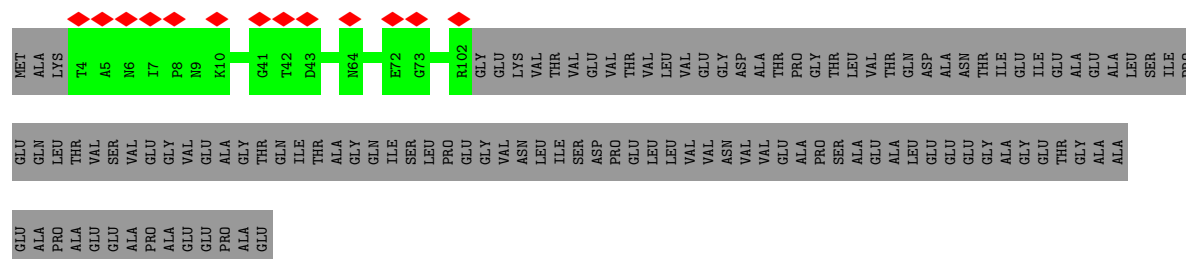 MET ALA LYS T4 A5 N6 I7 P8 N9 K10 G41 T42 D43 N64 E72 G73 R102 GLY GLU LYS VAL THR VAL GLU VAL THR VAL LEU VAL GLU GLY ASP ALA THR PRO GLY THR LEU VAL THR GLN ASP ALA ASN THR ILE GLU ILE GLU ALA GLU ALA LEU SER ILE PRO
GLU GLN LEU THR VAL SER VAL GLU GLY VAL GLU ALA GLY THR GLN ILE THR ALA GLY GLN ILE SER LEU PRO GLU GLY VAL ASN LEU ILE SER ASP PRO GLU LEU LEU VAL VAL ASN VAL VAL GLU ALA PRO SER ALA GLU ALA LEU GLU GLU GLU GLY ALA GLY GLU THR GLY ALA ALA
GLU ALA PRO ALA GLU GLU ALA PRO ALA GLU GLU PRO ALA GLU